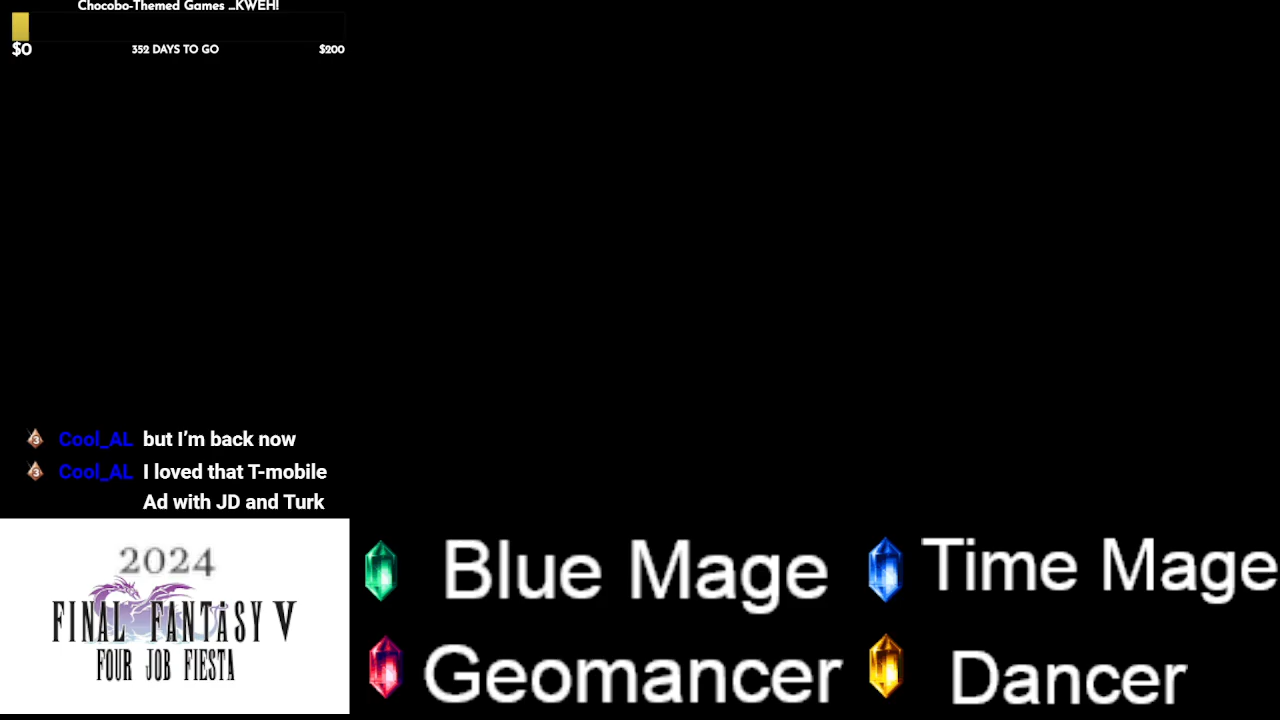 Chocobo-Themed Games ...KWEH!
$0 352 DAYS TO GO $200
Cool_AL but I'm back now
Cool_AL I loved that T-mobile
Ad with JD and Turk
2024
FINAL FANTASY V
FOUR JOB FIESTA
Blue Mage
Time Mage
Geomancer
Dancer